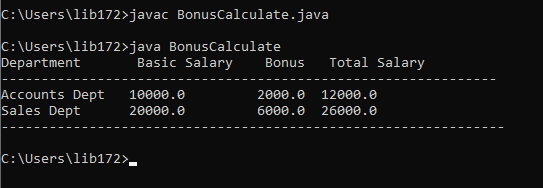 C:\Users\lib172>javac BonusCalculate.java
C:\Users\lib172>java BonusCalculate
Department       Basic Salary    Bonus   Total Salary
--------------------------------------------------------------
Accounts Dept   10000.0         2000.0  12000.0
Sales Dept      20000.0         6000.0  26000.0
---------------------------------------------------------------
C:\Users\lib172>